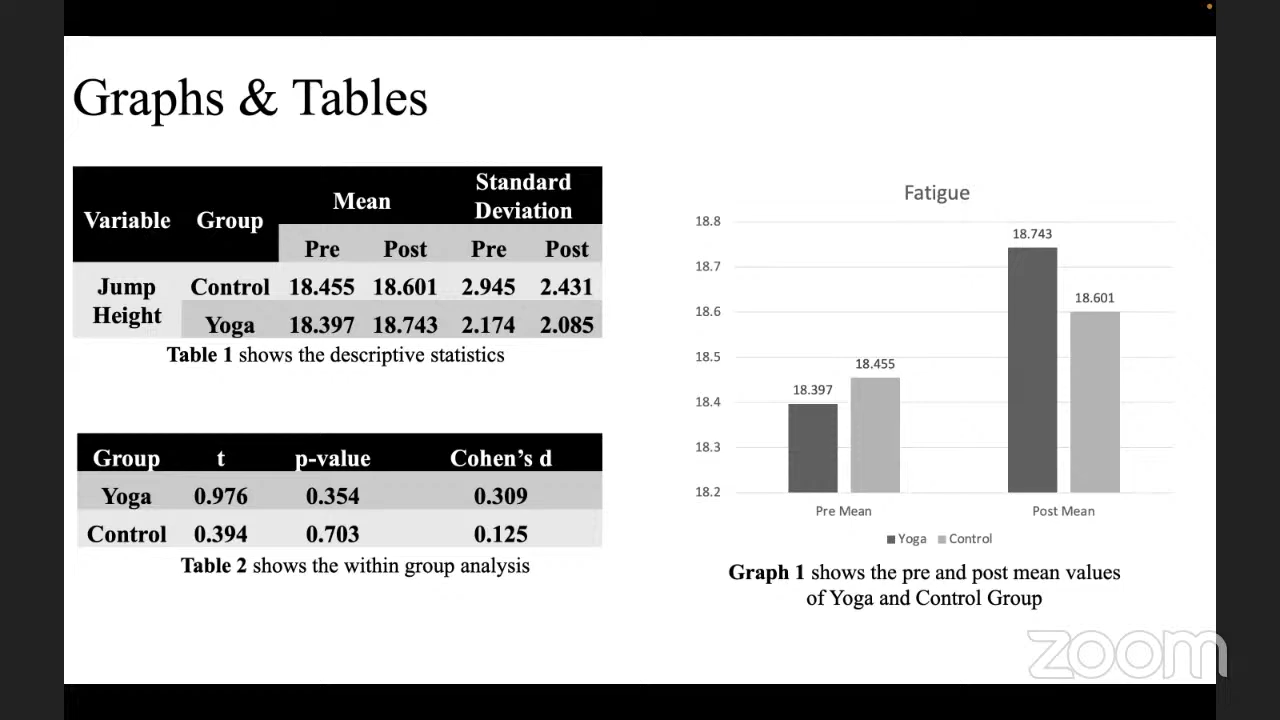 Graphs & Tables
Variable Group Mean Standard Deviation
Pre Post Pre Post
Jump Height Control 18.455 18.601 2.945 2.431
Yoga 18.397 18.743 2.174 2.085
Table 1 shows the descriptive statistics
Group t p-value Cohen’s d
Yoga 0.976 0.354 0.309
Control 0.394 0.703 0.125
Table 2 shows the within group analysis
Fatigue
18.8
18.7
18.6
18.5
18.4
18.3
18.2
18.397
18.455
18.743
18.601
Pre Mean Post Mean
Yoga Control
Graph 1 shows the pre and post mean values
of Yoga and Control Group
zoom